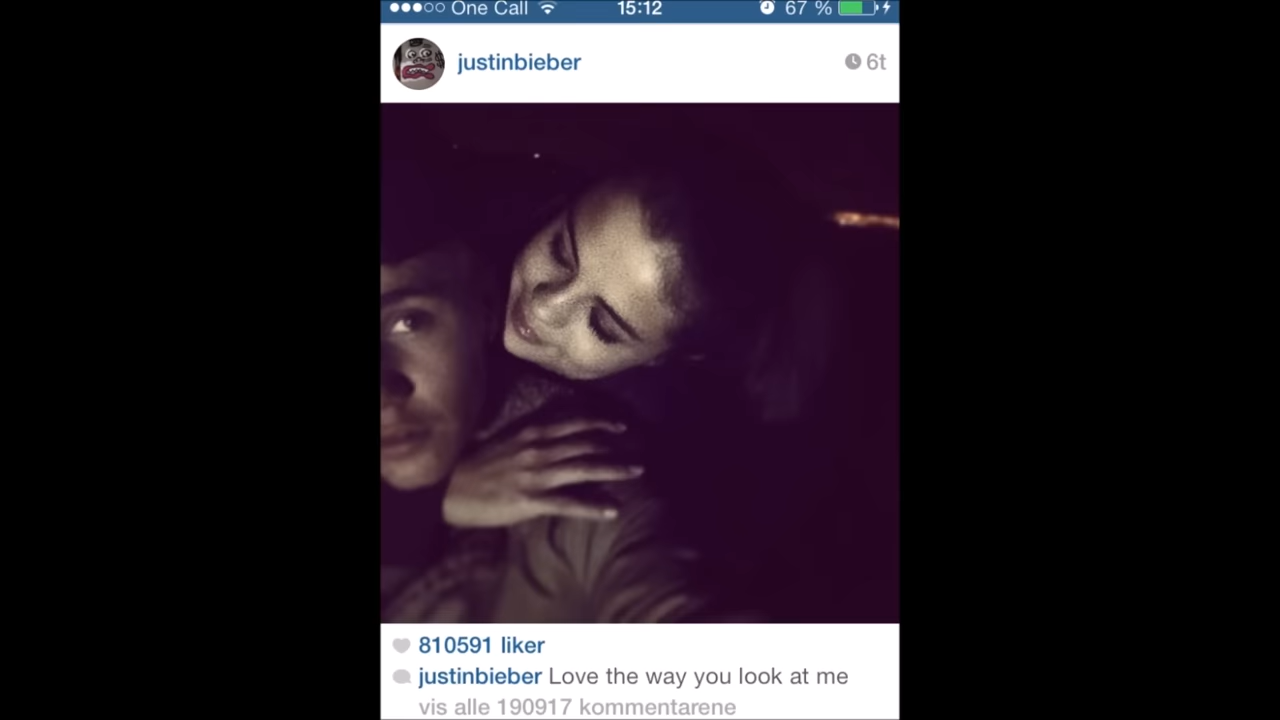 One Call 15:12 67 %
justinbieber 6t
810591 liker
justinbieber Love the way you look at me
vis alle 190917 kommentarene